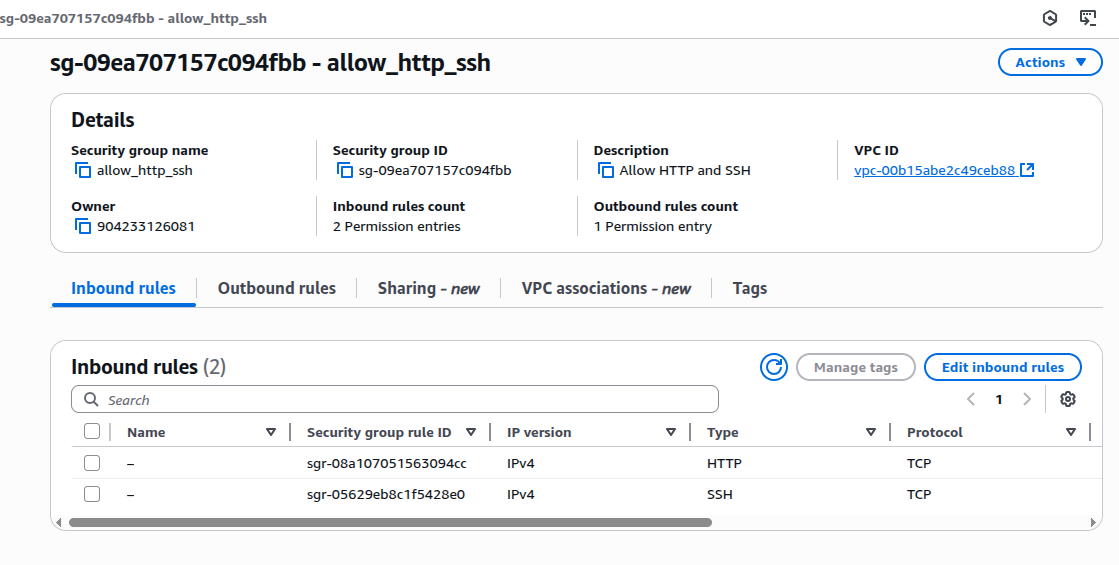 sg-09ea707157c094fbb - allow_http_ssh
sg-09ea707157c094fbb - allow_http_ssh
Actions
Details
Security group name
allow_http_ssh
Security group ID
sg-09ea707157c094fbb
Description
Allow HTTP and SSH
VPC ID
vpc-00b15abe2c49ceb88
Owner
904233126081
Inbound rules count
2 Permission entries
Outbound rules count
1 Permission entry
Inbound rules Outbound rules Sharing - new VPC associations - new Tags
Inbound rules (2)
Manage tags
Edit inbound rules
Search
1
Name Security group rule ID IP version Type Protocol
– sgr-08a107051563094cc IPv4 HTTP TCP
– sgr-05629eb8c1f5428e0 IPv4 SSH TCP